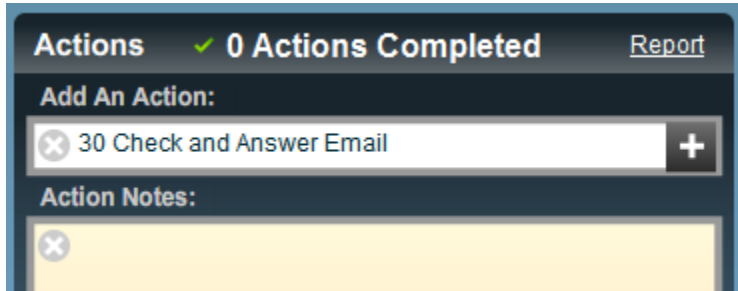 Actions ✓ 0 Actions Completed Report
Add An Action:
30 Check and Answer Email
Action Notes: